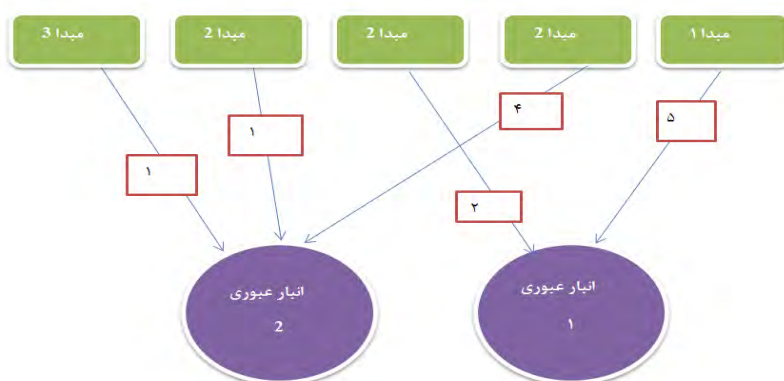 مبدا ۱
مبدا 2
مبدا 2
مبدا 2
مبدا 3
۵
۴
۲
۱
۱
انبار عبوری
۱
انبار عبوری
2